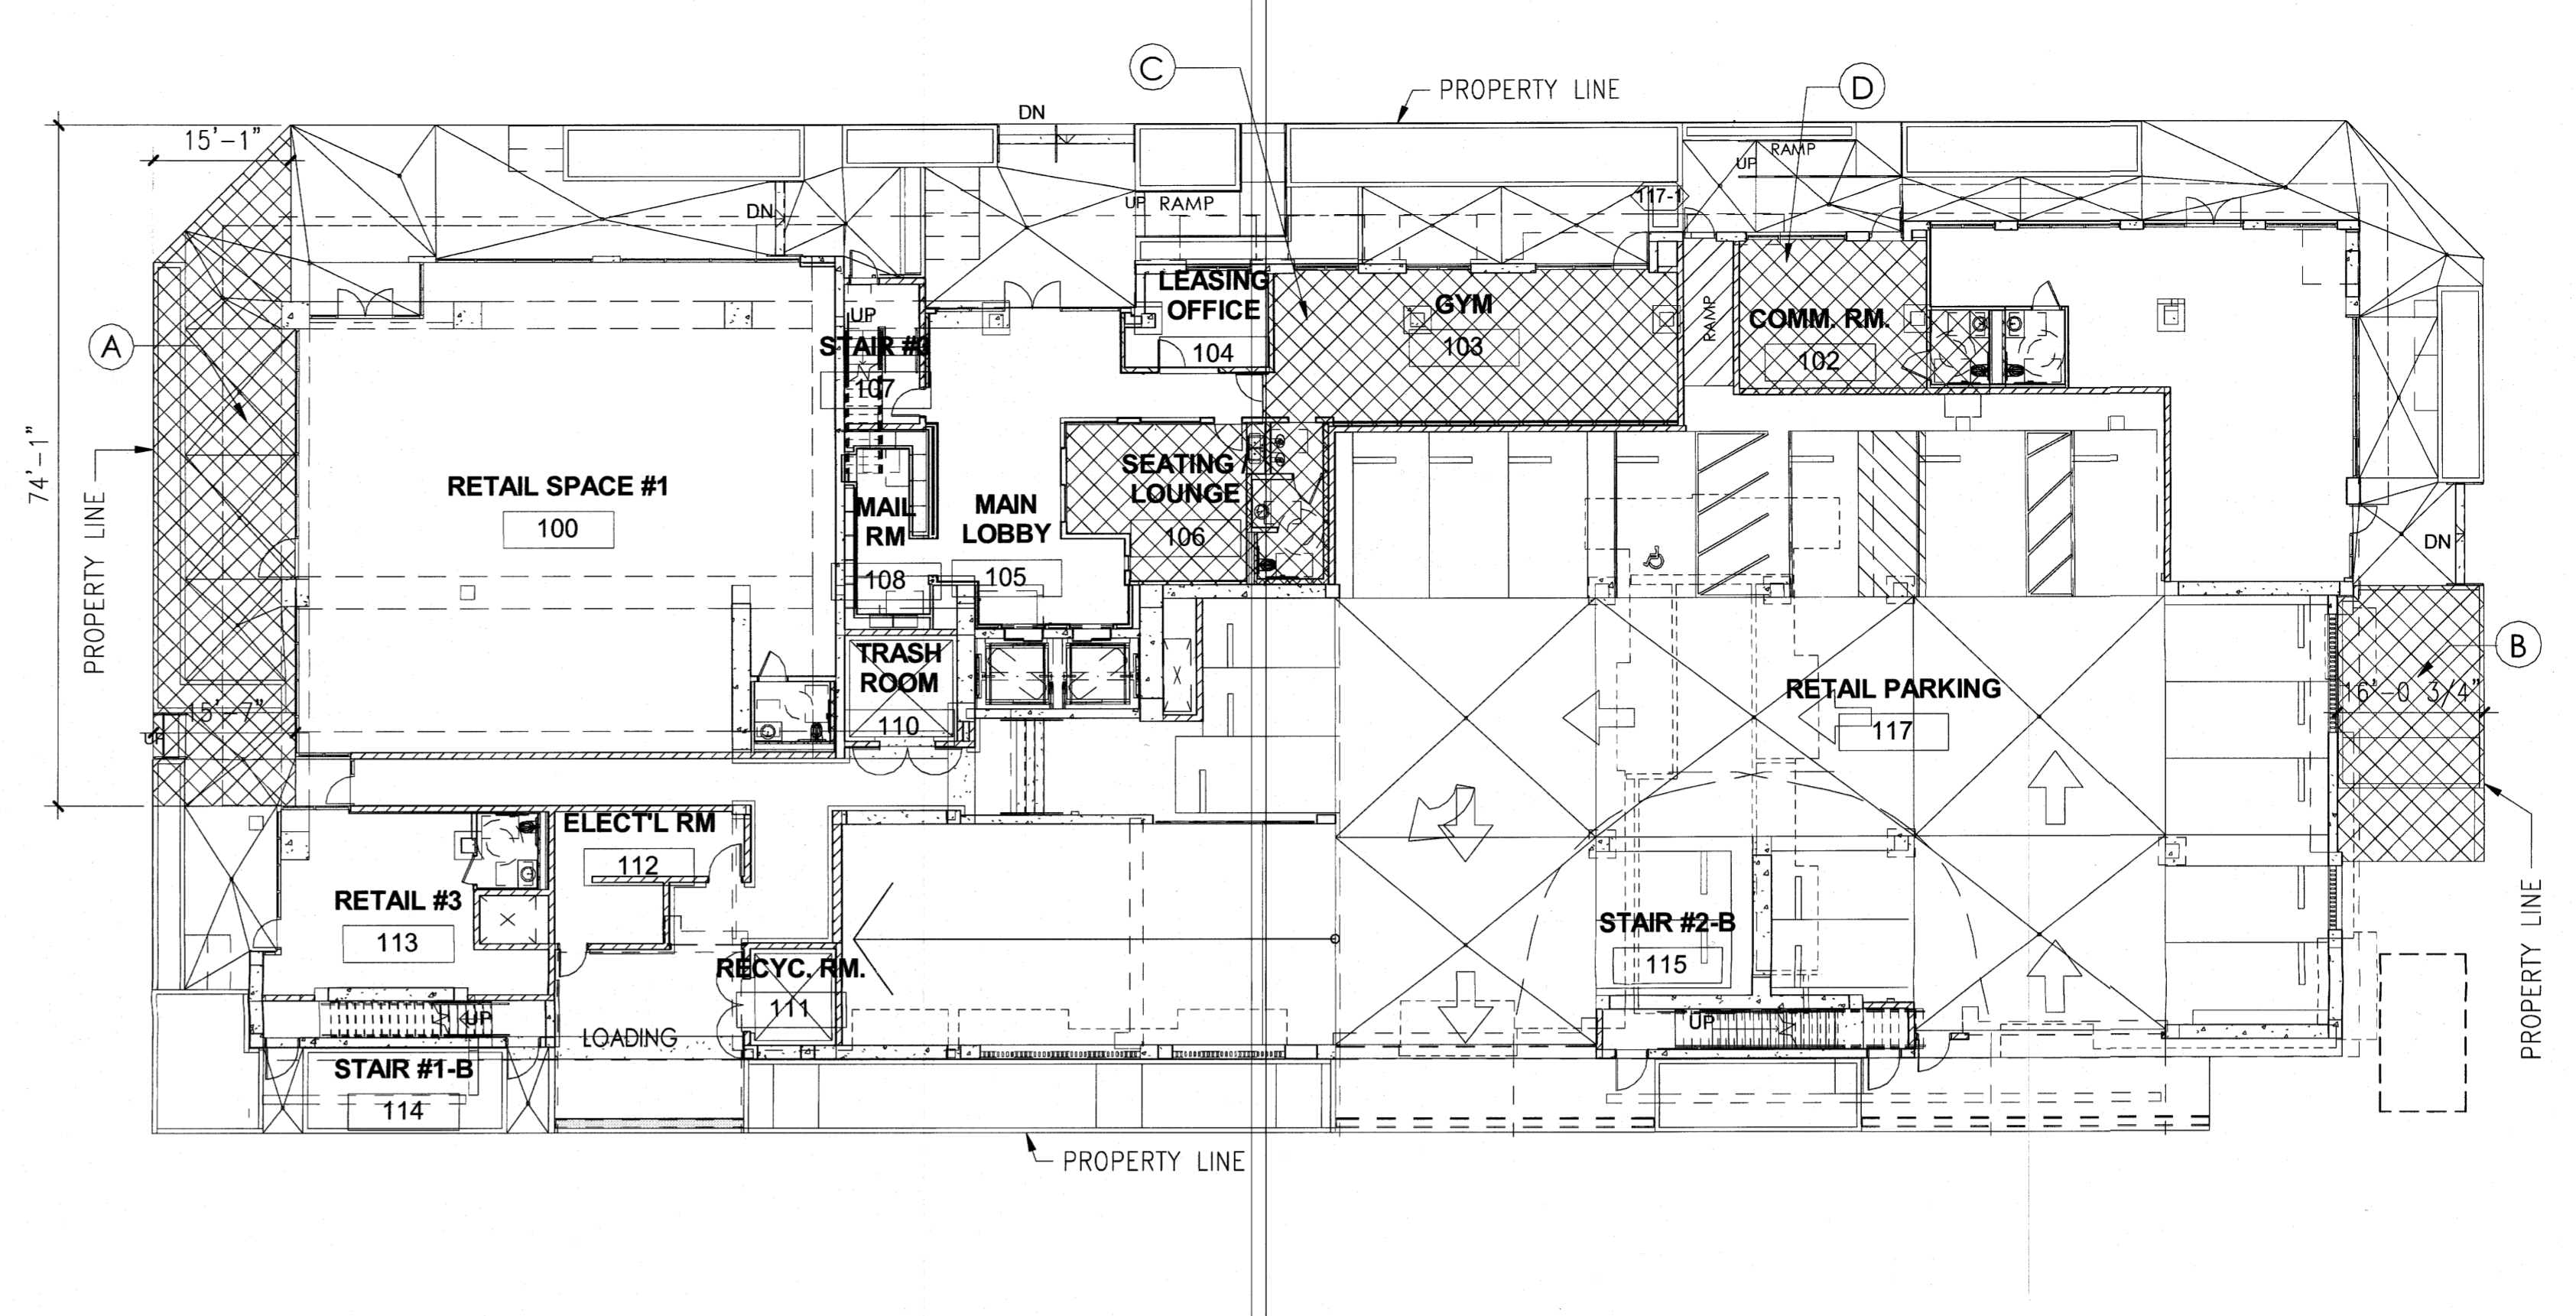 C
D
PROPERTY LINE
DN
15'-1"
RAMP
UP
117-1
DN
UP RAMP
LEASING
OFFICE
104
GYM
103
RAMP
COMM. RM.
102
UP
STAIR #3
107
A
74'-1"
PROPERTY LINE
RETAIL SPACE #1
100
MAIL
RM
108
MAIN
LOBBY
105
SEATING /
LOUNGE
106
DN
B
TRASH
ROOM
110
RETAIL PARKING
117
16'-0 3/4"
15'-7"
UP
ELECT'L RM
112
RETAIL #3
113
STAIR #2-B
115
RECYC. RM.
111
PROPERTY LINE
UP
LOADING
UP
STAIR #1-B
114
PROPERTY LINE